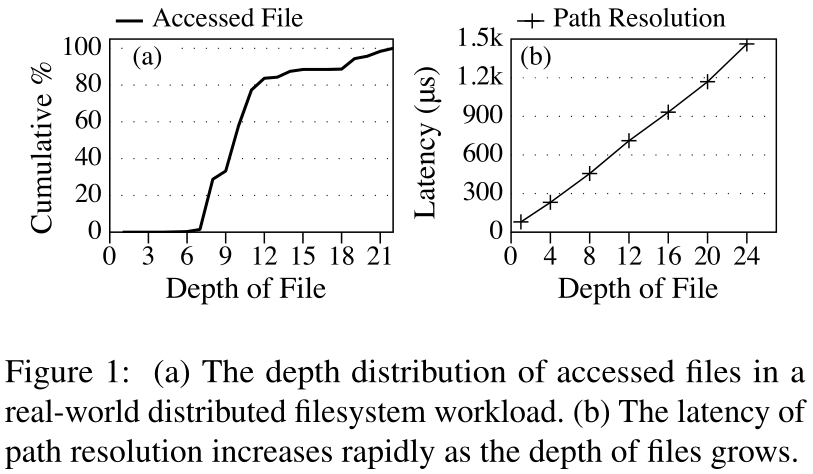 Accessed File
Path Resolution
(a)
100
80
60
40
20
0
Cumulative %
0 3 6 9 12 15 18 21
Depth of File
(b)
1.5k
1.2k
900
600
300
0
Latency (μs)
0 4 8 12 16 20 24
Depth of File
Figure 1: (a) The depth distribution of accessed files in a
real-world distributed filesystem workload. (b) The latency of
path resolution increases rapidly as the depth of files grows.